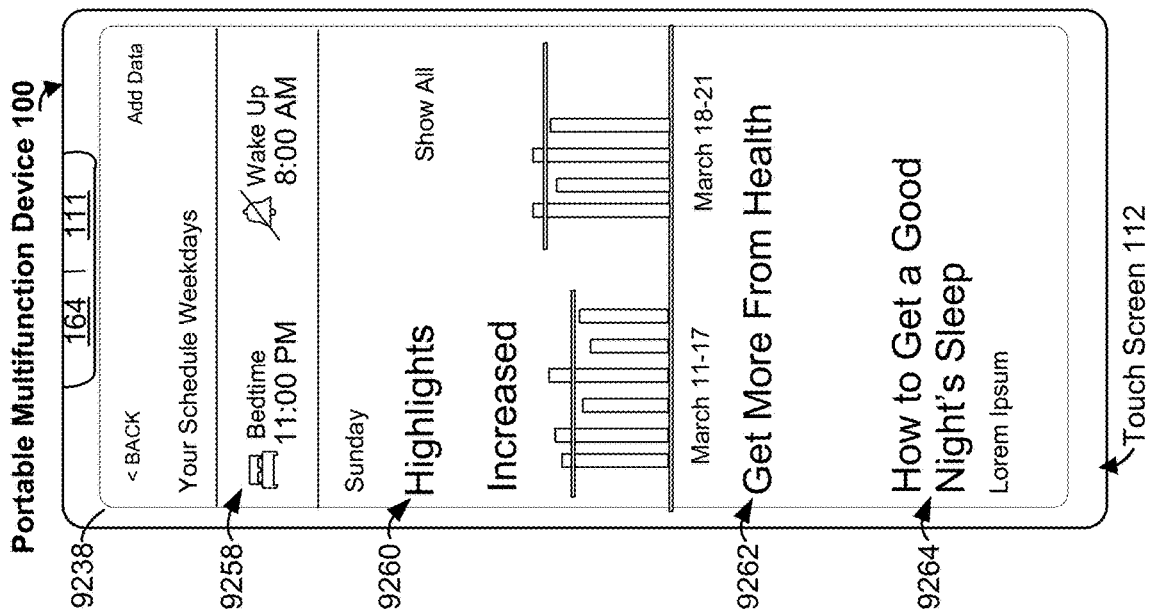 Portable Multifunction Device 100
164 | 111
9238
< BACK Add Data
Your Schedule Weekdays
9258
Bedtime Wake Up
11:00 PM 8:00 AM
Sunday
9260
Highlights Show All
Increased
March 11-17 March 18-21
9262
Get More From Health
9264
How to Get a Good
Night's Sleep
Lorem Ipsum
Touch Screen 112